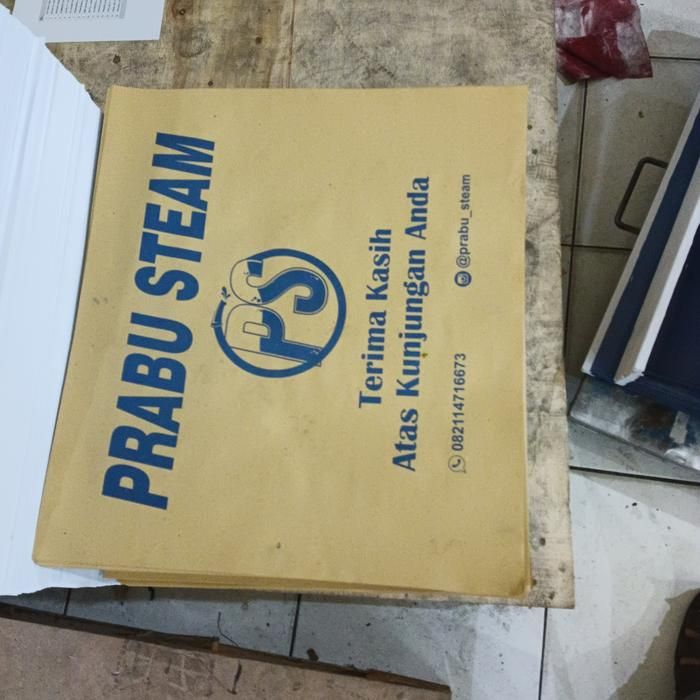 PRABU STEAM
PS
Terima Kasih
Atas Kunjungan Anda
082114716673
@prabu_steam